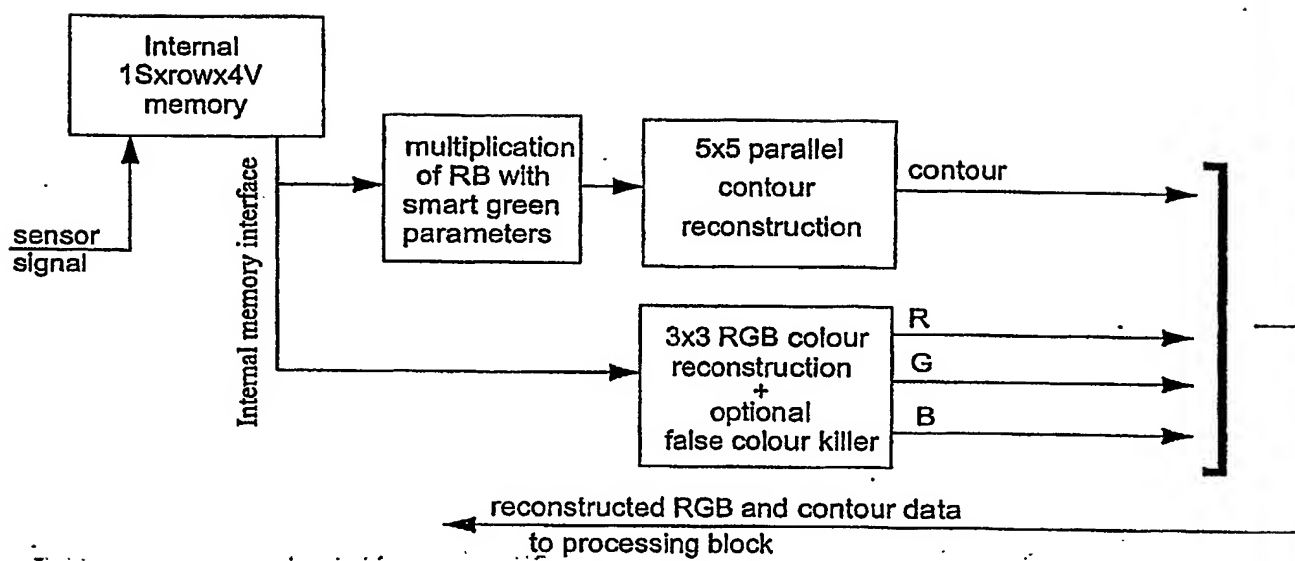 Internal
1Sxrowx4V
memory
sensor
signal
Internal memory interface
multiplication
of RB with
smart green
parameters
5x5 parallel
contour
reconstruction
contour
3x3 RGB colour
reconstruction
+
optional
false colour killer
R
G
B
reconstructed RGB and contour data
to processing block